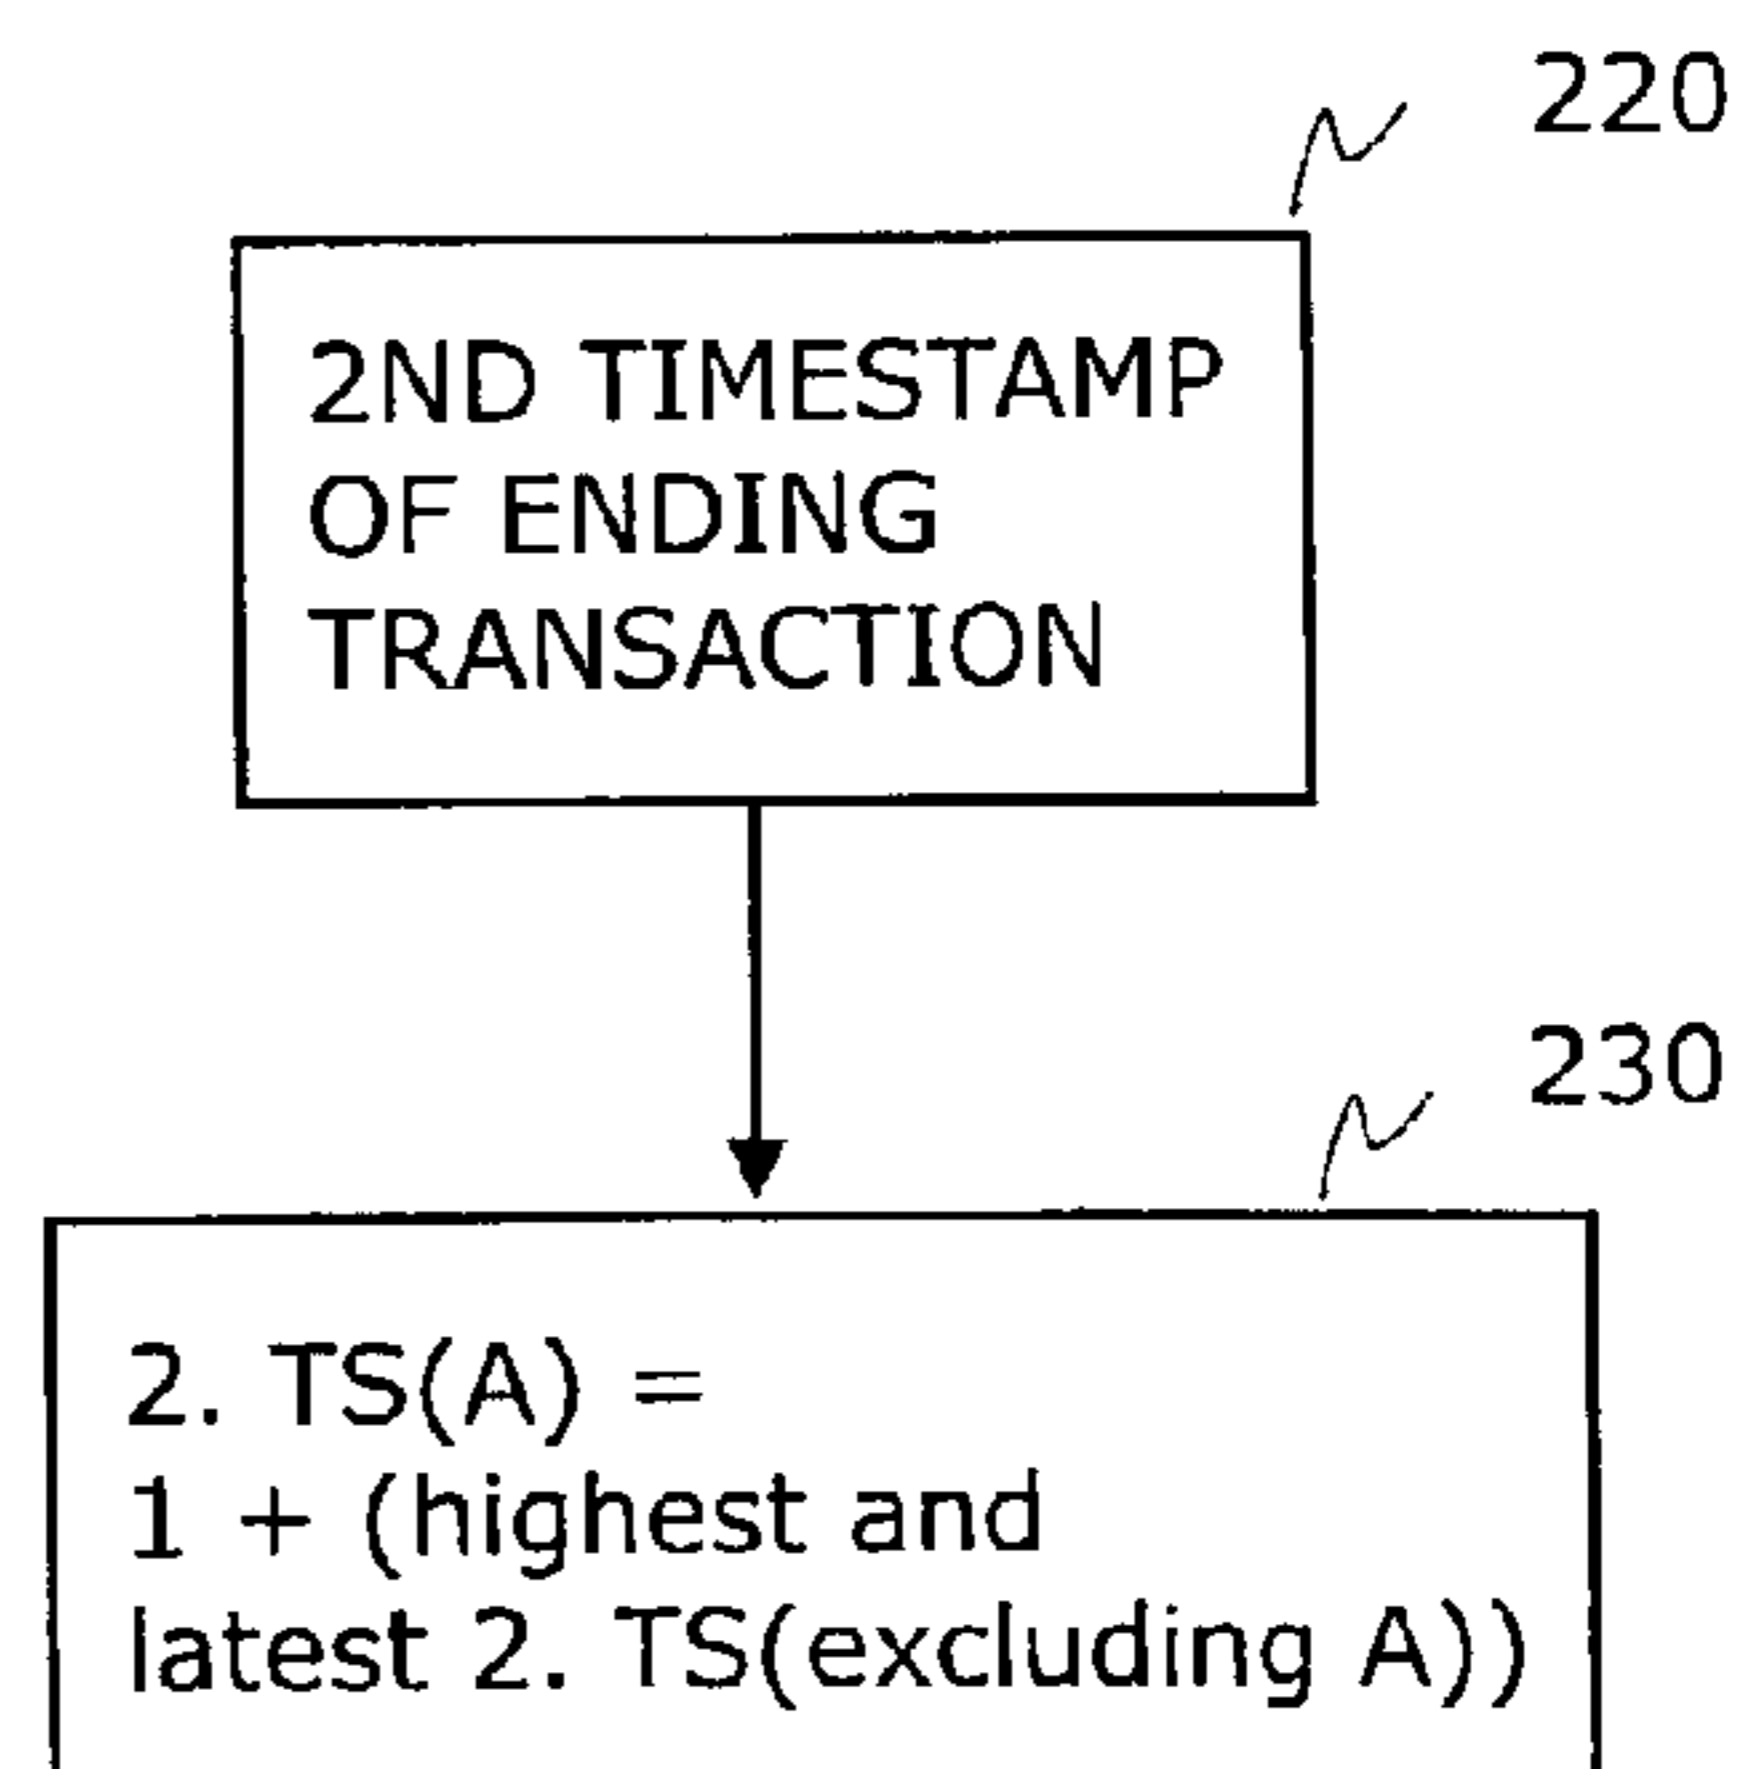 220
2ND TIMESTAMP
OF ENDING
TRANSACTION
230
2. TS(A) =
1 + (highest and
latest 2. TS(excluding A))